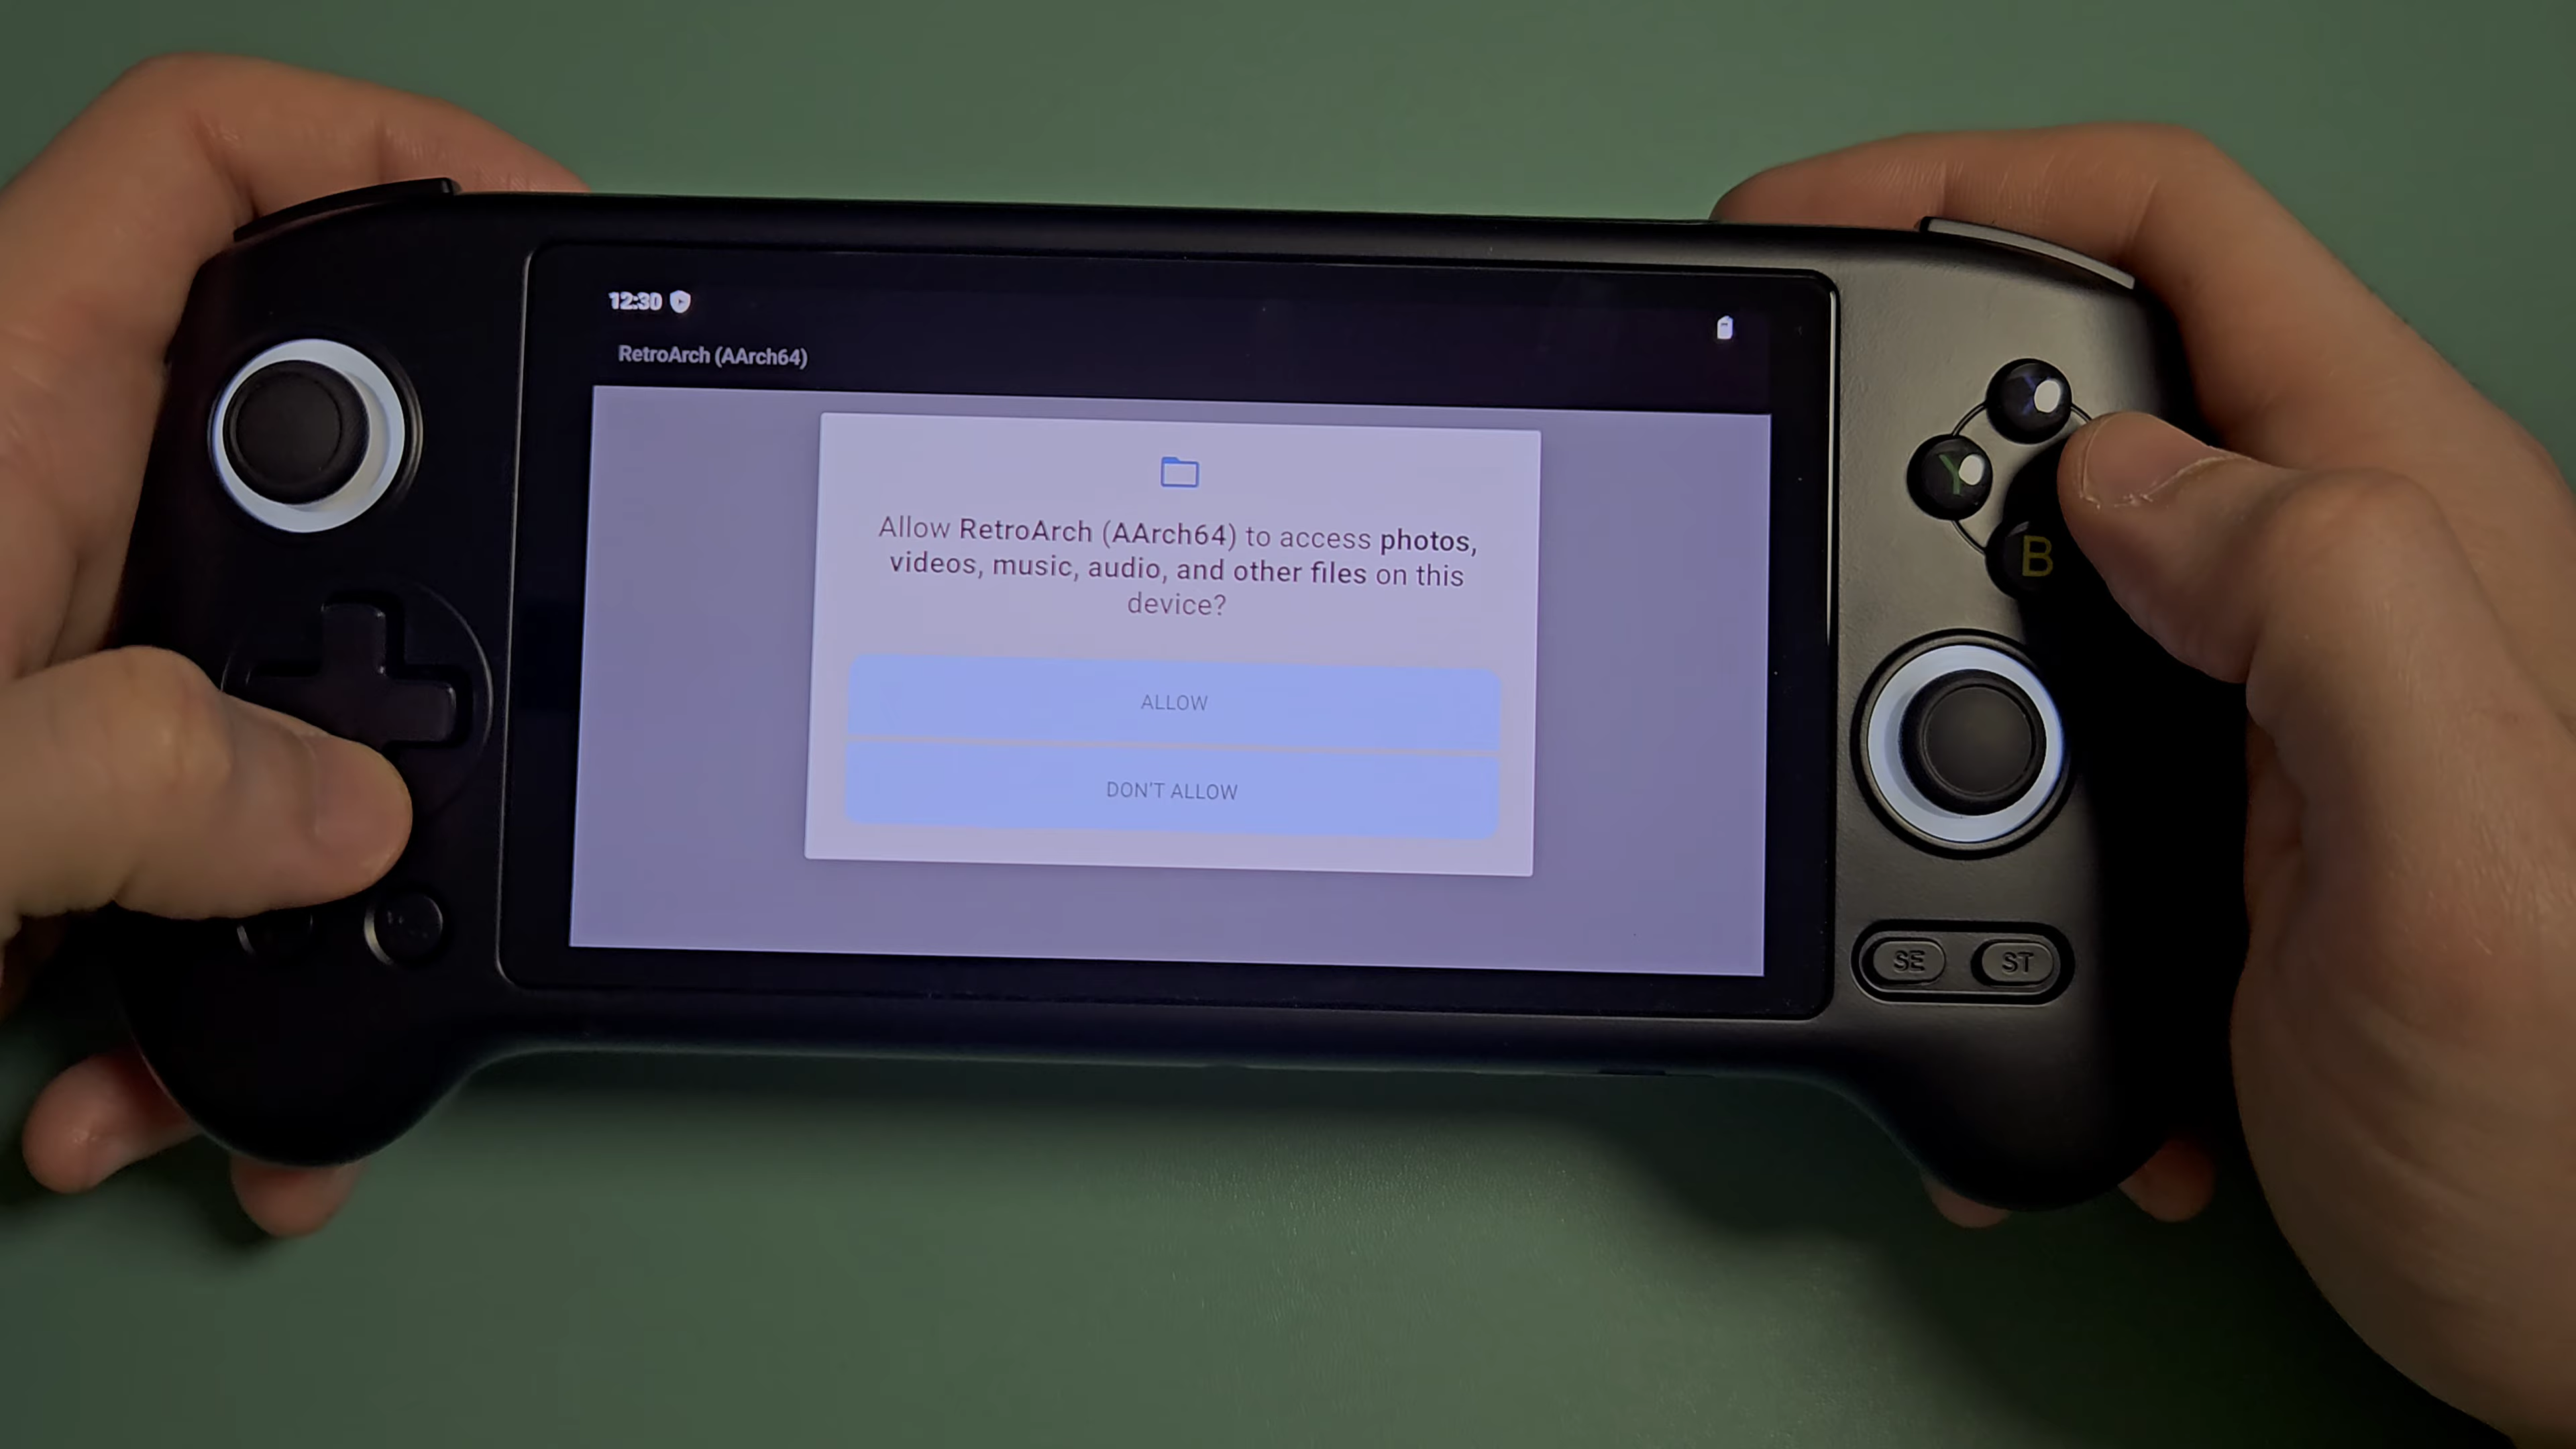 12:30
RetroArch (AArch64)
Allow RetroArch (AArch64) to access photos,
videos, music, audio, and other files on this
device?
ALLOW
DON'T ALLOW
X
Y
B
SE
ST